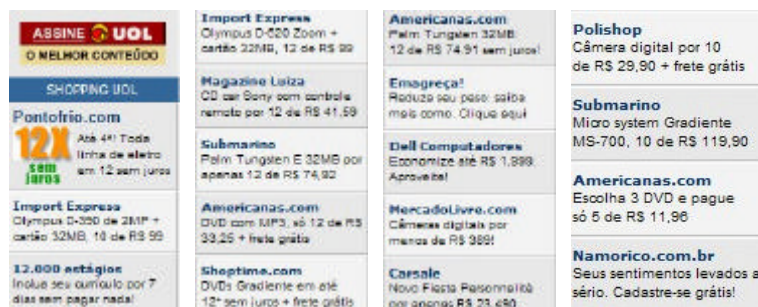 ASSINE UOL
O MELHOR CONTEÚDO
SHOPPING UOL
Pontofrio.com
12X
sem
juros
Até 4ª! Toda
linha de eletro
em 12 sem juros
Import Express
Olympus D-390 de 2MP +
cartão 32MB, 10 de R$ 99
12.000 estágios
Inclua seu currículo por 7
dias sem pagar nada!
Import Express
Olympus D-520 Zoom +
cartão 32MB, 12 de R$ 99
Magazine Luiza
CD car Sony com controle
remoto por 12 de R$ 41,59
Submarino
Palm Tungsten E 32MB por
apenas 12 de R$ 74,92
Americanas.com
DVD com MP3, só 12 de R$
33,25 + frete grátis
Shoptime.com
DVDs Gradiente em até
12* sem juros + frete grátis
Americanas.com
Palm Tungsten 32MB
12 de R$ 74,91 sem juros!
Emagreça!
Reduza seu peso: saiba
mais como. Clique aqui
Dell Computadores
Economize até R$ 1.999.
Aproveite!
MercadoLivre.com
Câmeras digitais por
menos de R$ 389!
Carsale
Novo Fiesta Personnalité
por apenas R$ 23.490
Polishop
Câmera digital por 10
de R$ 29,90 + frete grátis
Submarino
Micro system Gradiente
MS-700, 10 de R$ 119,90
Americanas.com
Escolha 3 DVD e pague
só 5 de R$ 11,96
Namorico.com.br
Seus sentimentos levados a
sério. Cadastre-se grátis!